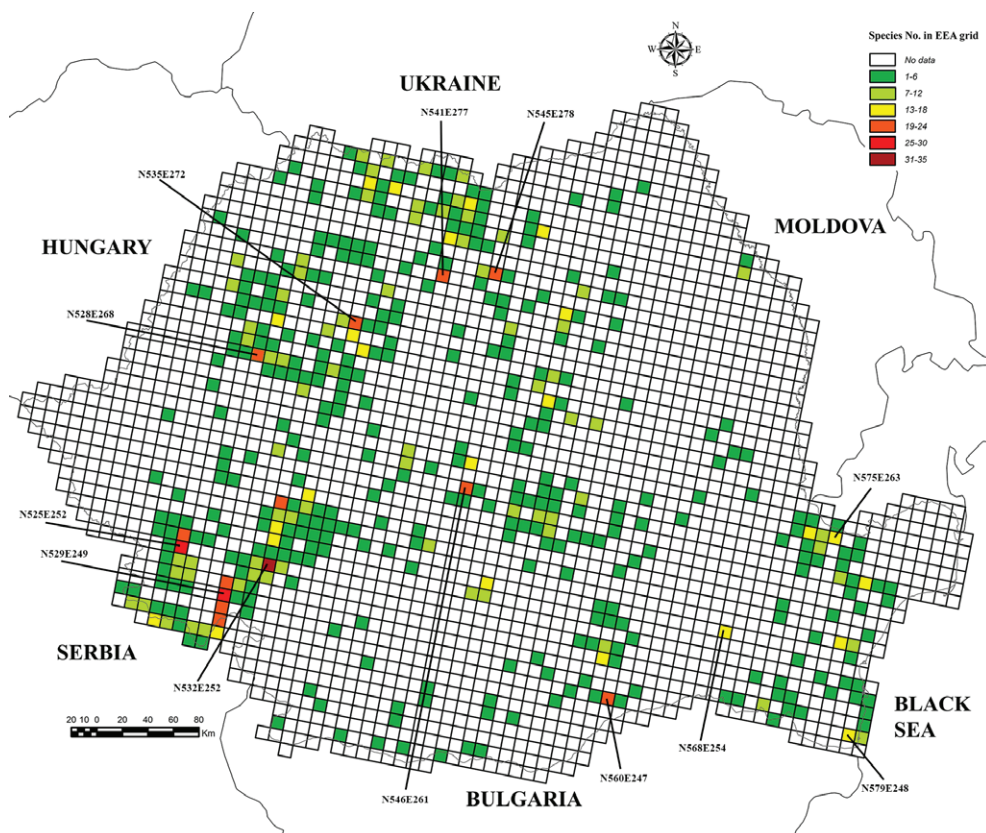 Species No. in EEA grid
No data
1-6
7-12
13-18
19-24
25-30
31-35
N
W E
S
UKRAINE
N541E277
N545E278
N535E272
MOLDOVA
HUNGARY
N528E268
N575E263
N525E252
N529E249
SERBIA
N532E252
BLACK
SEA
20 10 0 20 40 60 80
Km
N568E254
N560E247
N579E248
N546E261
BULGARIA